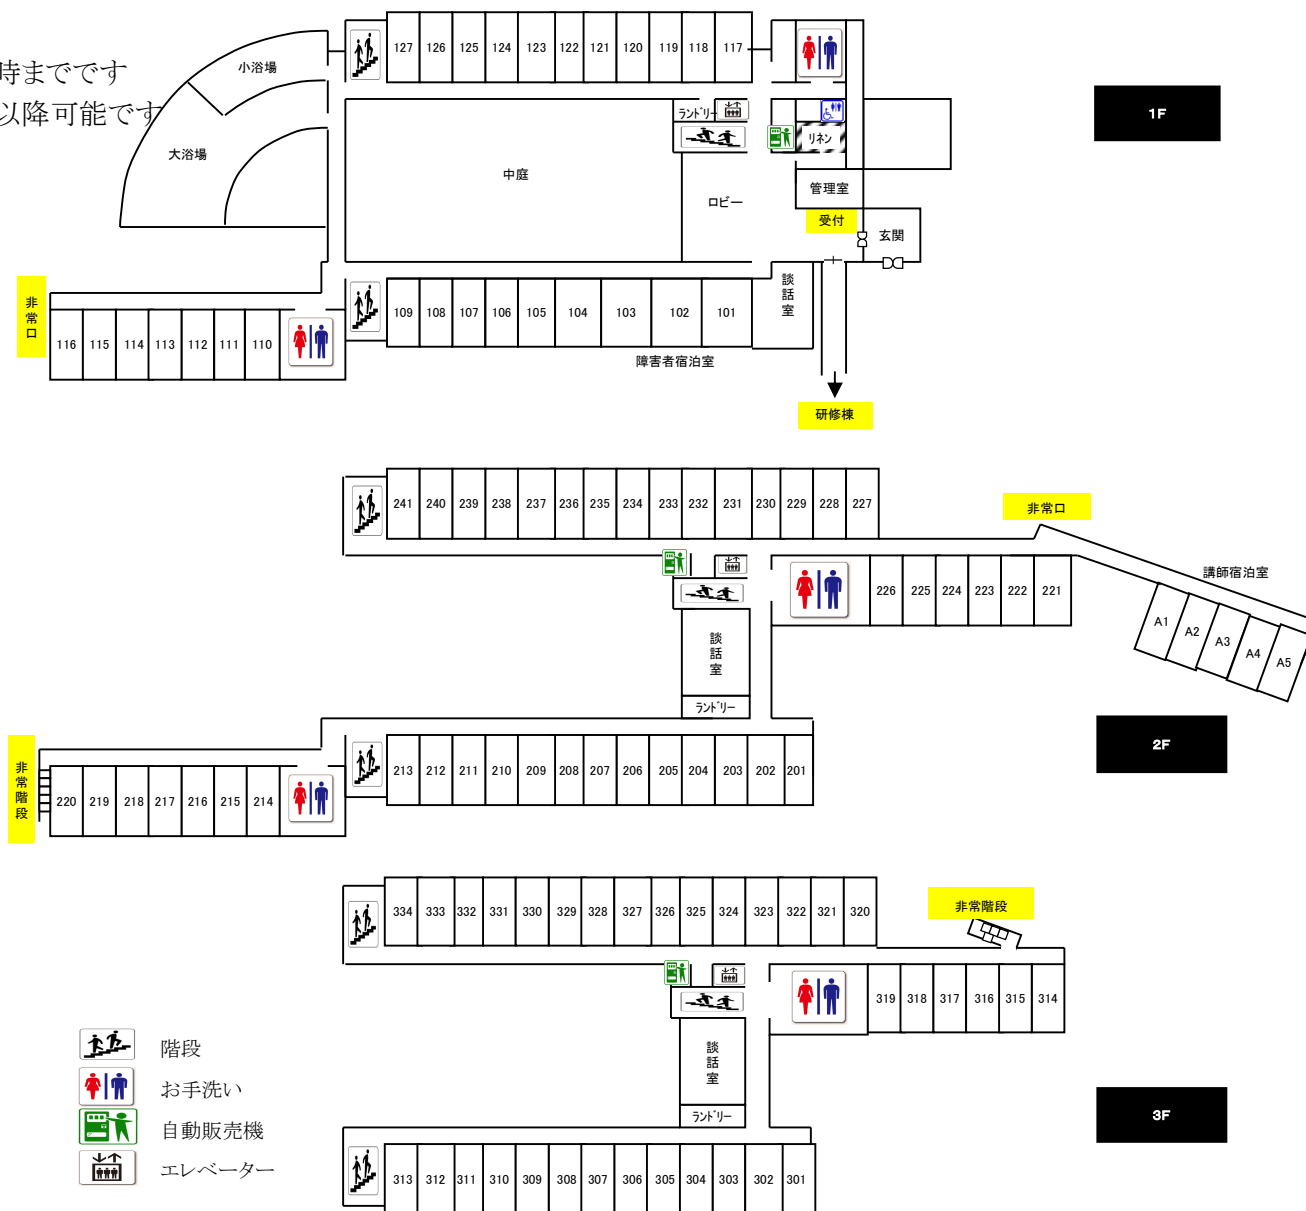 時までです
以降可能です
小浴場
大浴場
127 126 125 124 123 122 121 120 119 118 117
ランドリー
リネン
中庭
ロビー
管理室
受付
玄関
1F
非常口
116 115 114 113 112 111 110
109 108 107 106 105 104 103 102 101
談話室
障害者宿泊室
研修棟
241 240 239 238 237 236 235 234 233 232 231 230 229 228 227
非常口
講師宿泊室
226 225 224 223 222 221
A1 A2 A3 A4 A5
談話室
ランドリー
2F
非常階段
220 219 218 217 216 215 214
213 212 211 210 209 208 207 206 205 204 203 202 201
334 333 332 331 330 329 328 327 326 325 324 323 322 321 320
非常階段
319 318 317 316 315 314
談話室
ランドリー
3F
313 312 311 310 309 308 307 306 305 304 303 302 301
階段
お手洗い
自動販売機
エレベーター